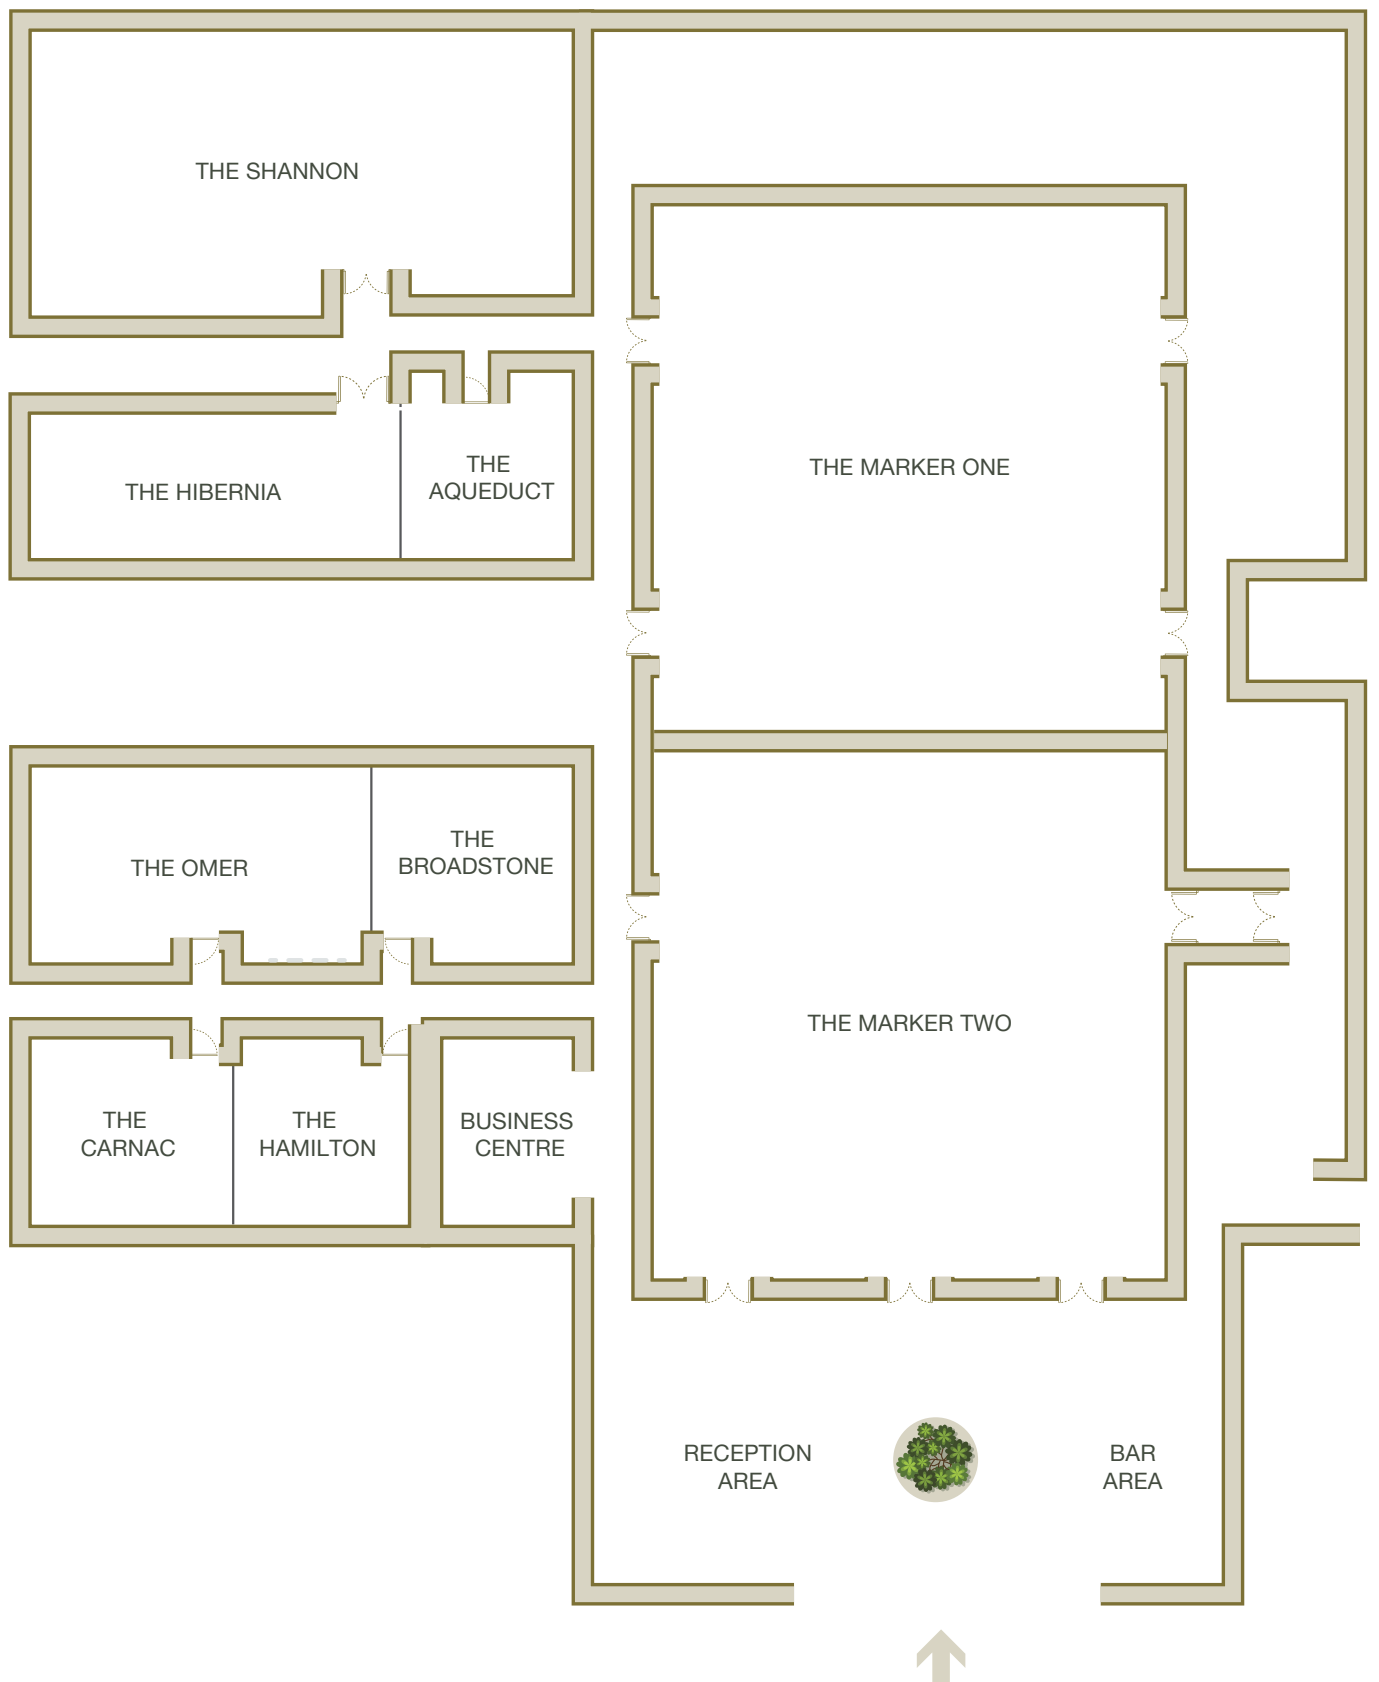 THE SHANNON
THE MARKER ONE
THE HIBERNIA
THE
AQUEDUCT
THE OMER
THE
BROADSTONE
THE MARKER TWO
THE
CARNAC
THE
HAMILTON
BUSINESS
CENTRE
RECEPTION
AREA
BAR
AREA